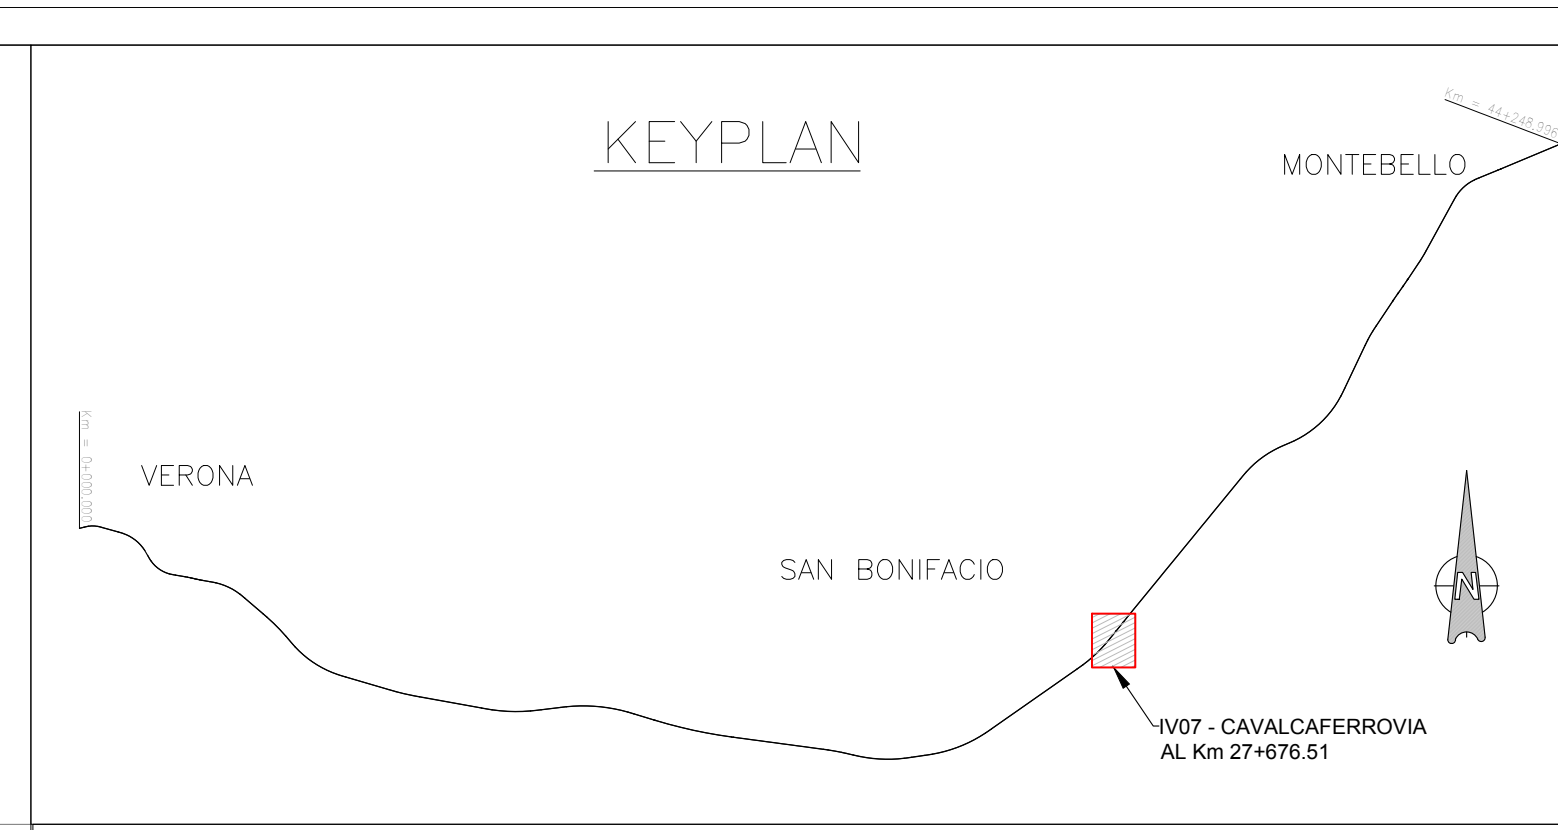 KEYPLAN
Km = 44+248.996
MONTEBELLO
Km = 0+000.000
VERONA
SAN BONIFACIO
N
IV07 - CAVALCAFERROVIA
AL Km 27+676.51